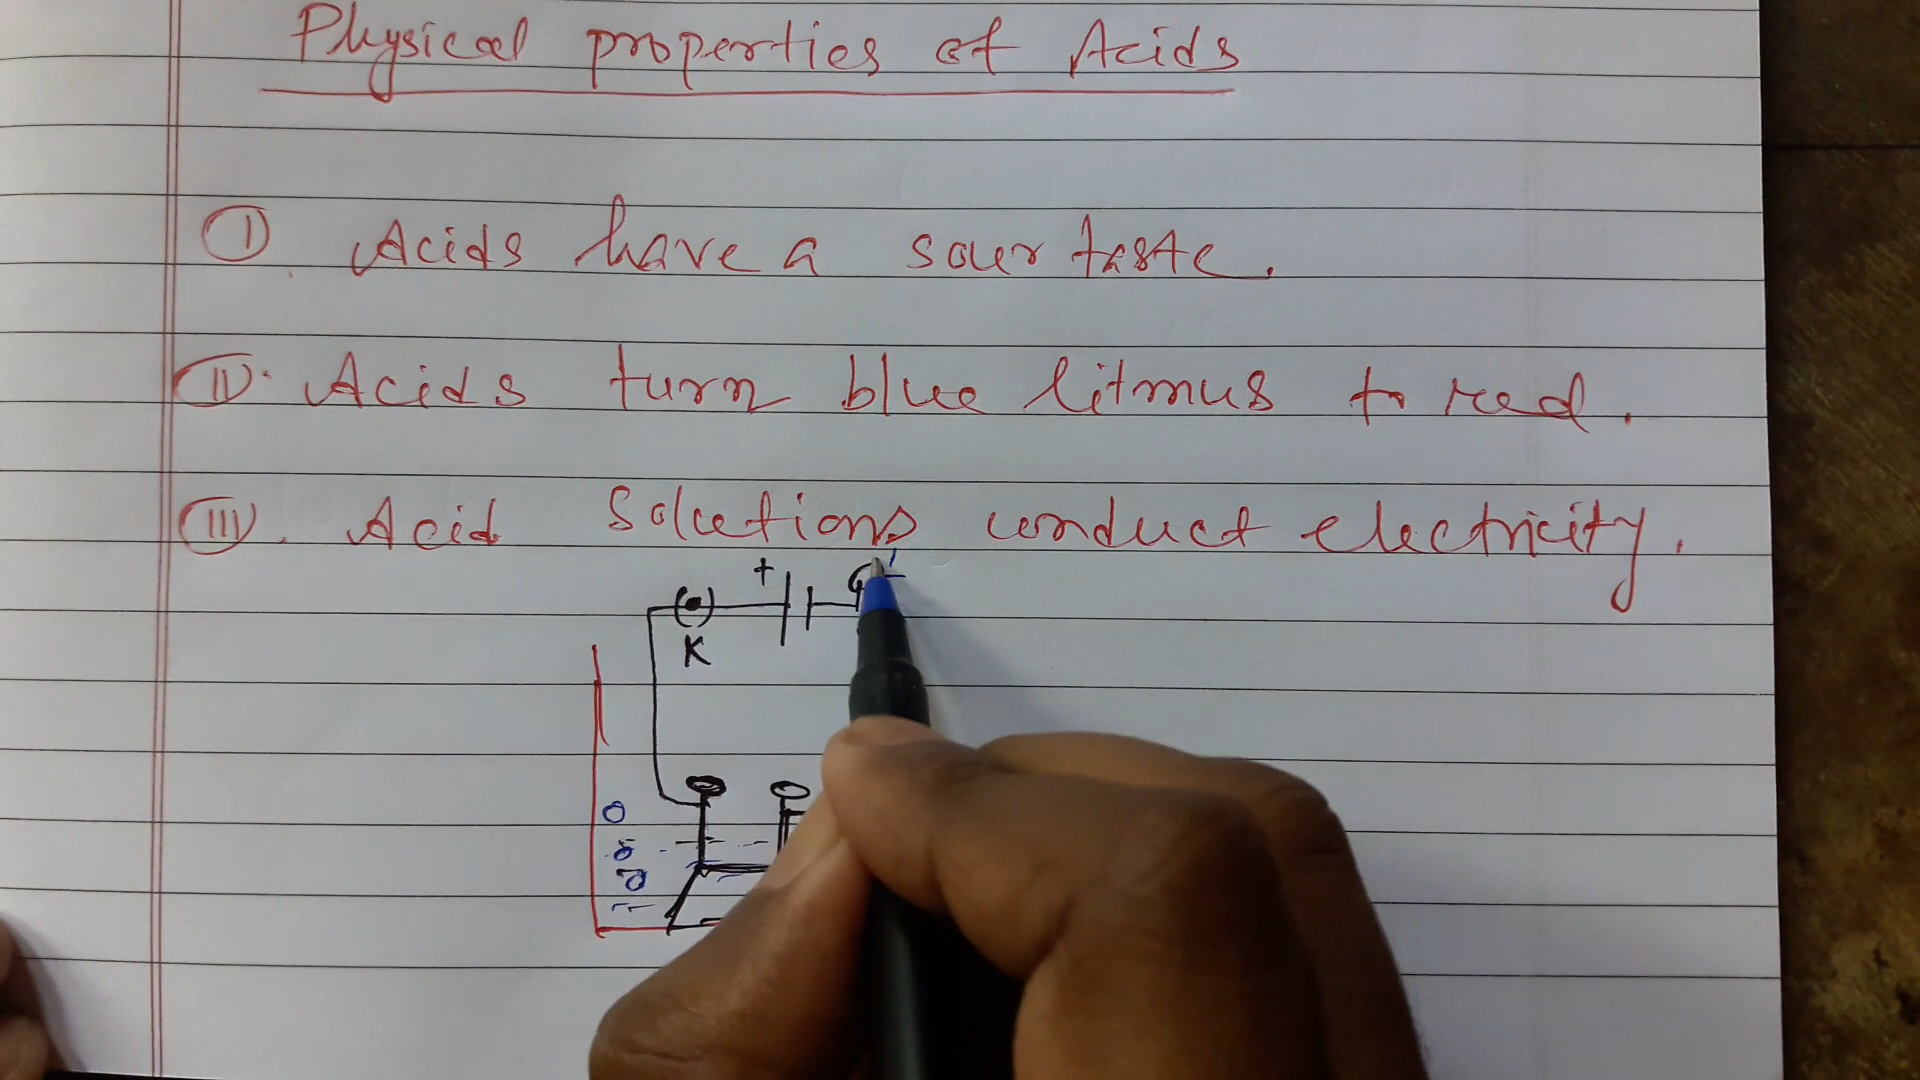 Physical properties of Acids
I Acids have a sour taste.
II. Acids turn blue litmus to red.
III. Acid Solutions conduct electricity.
+
K